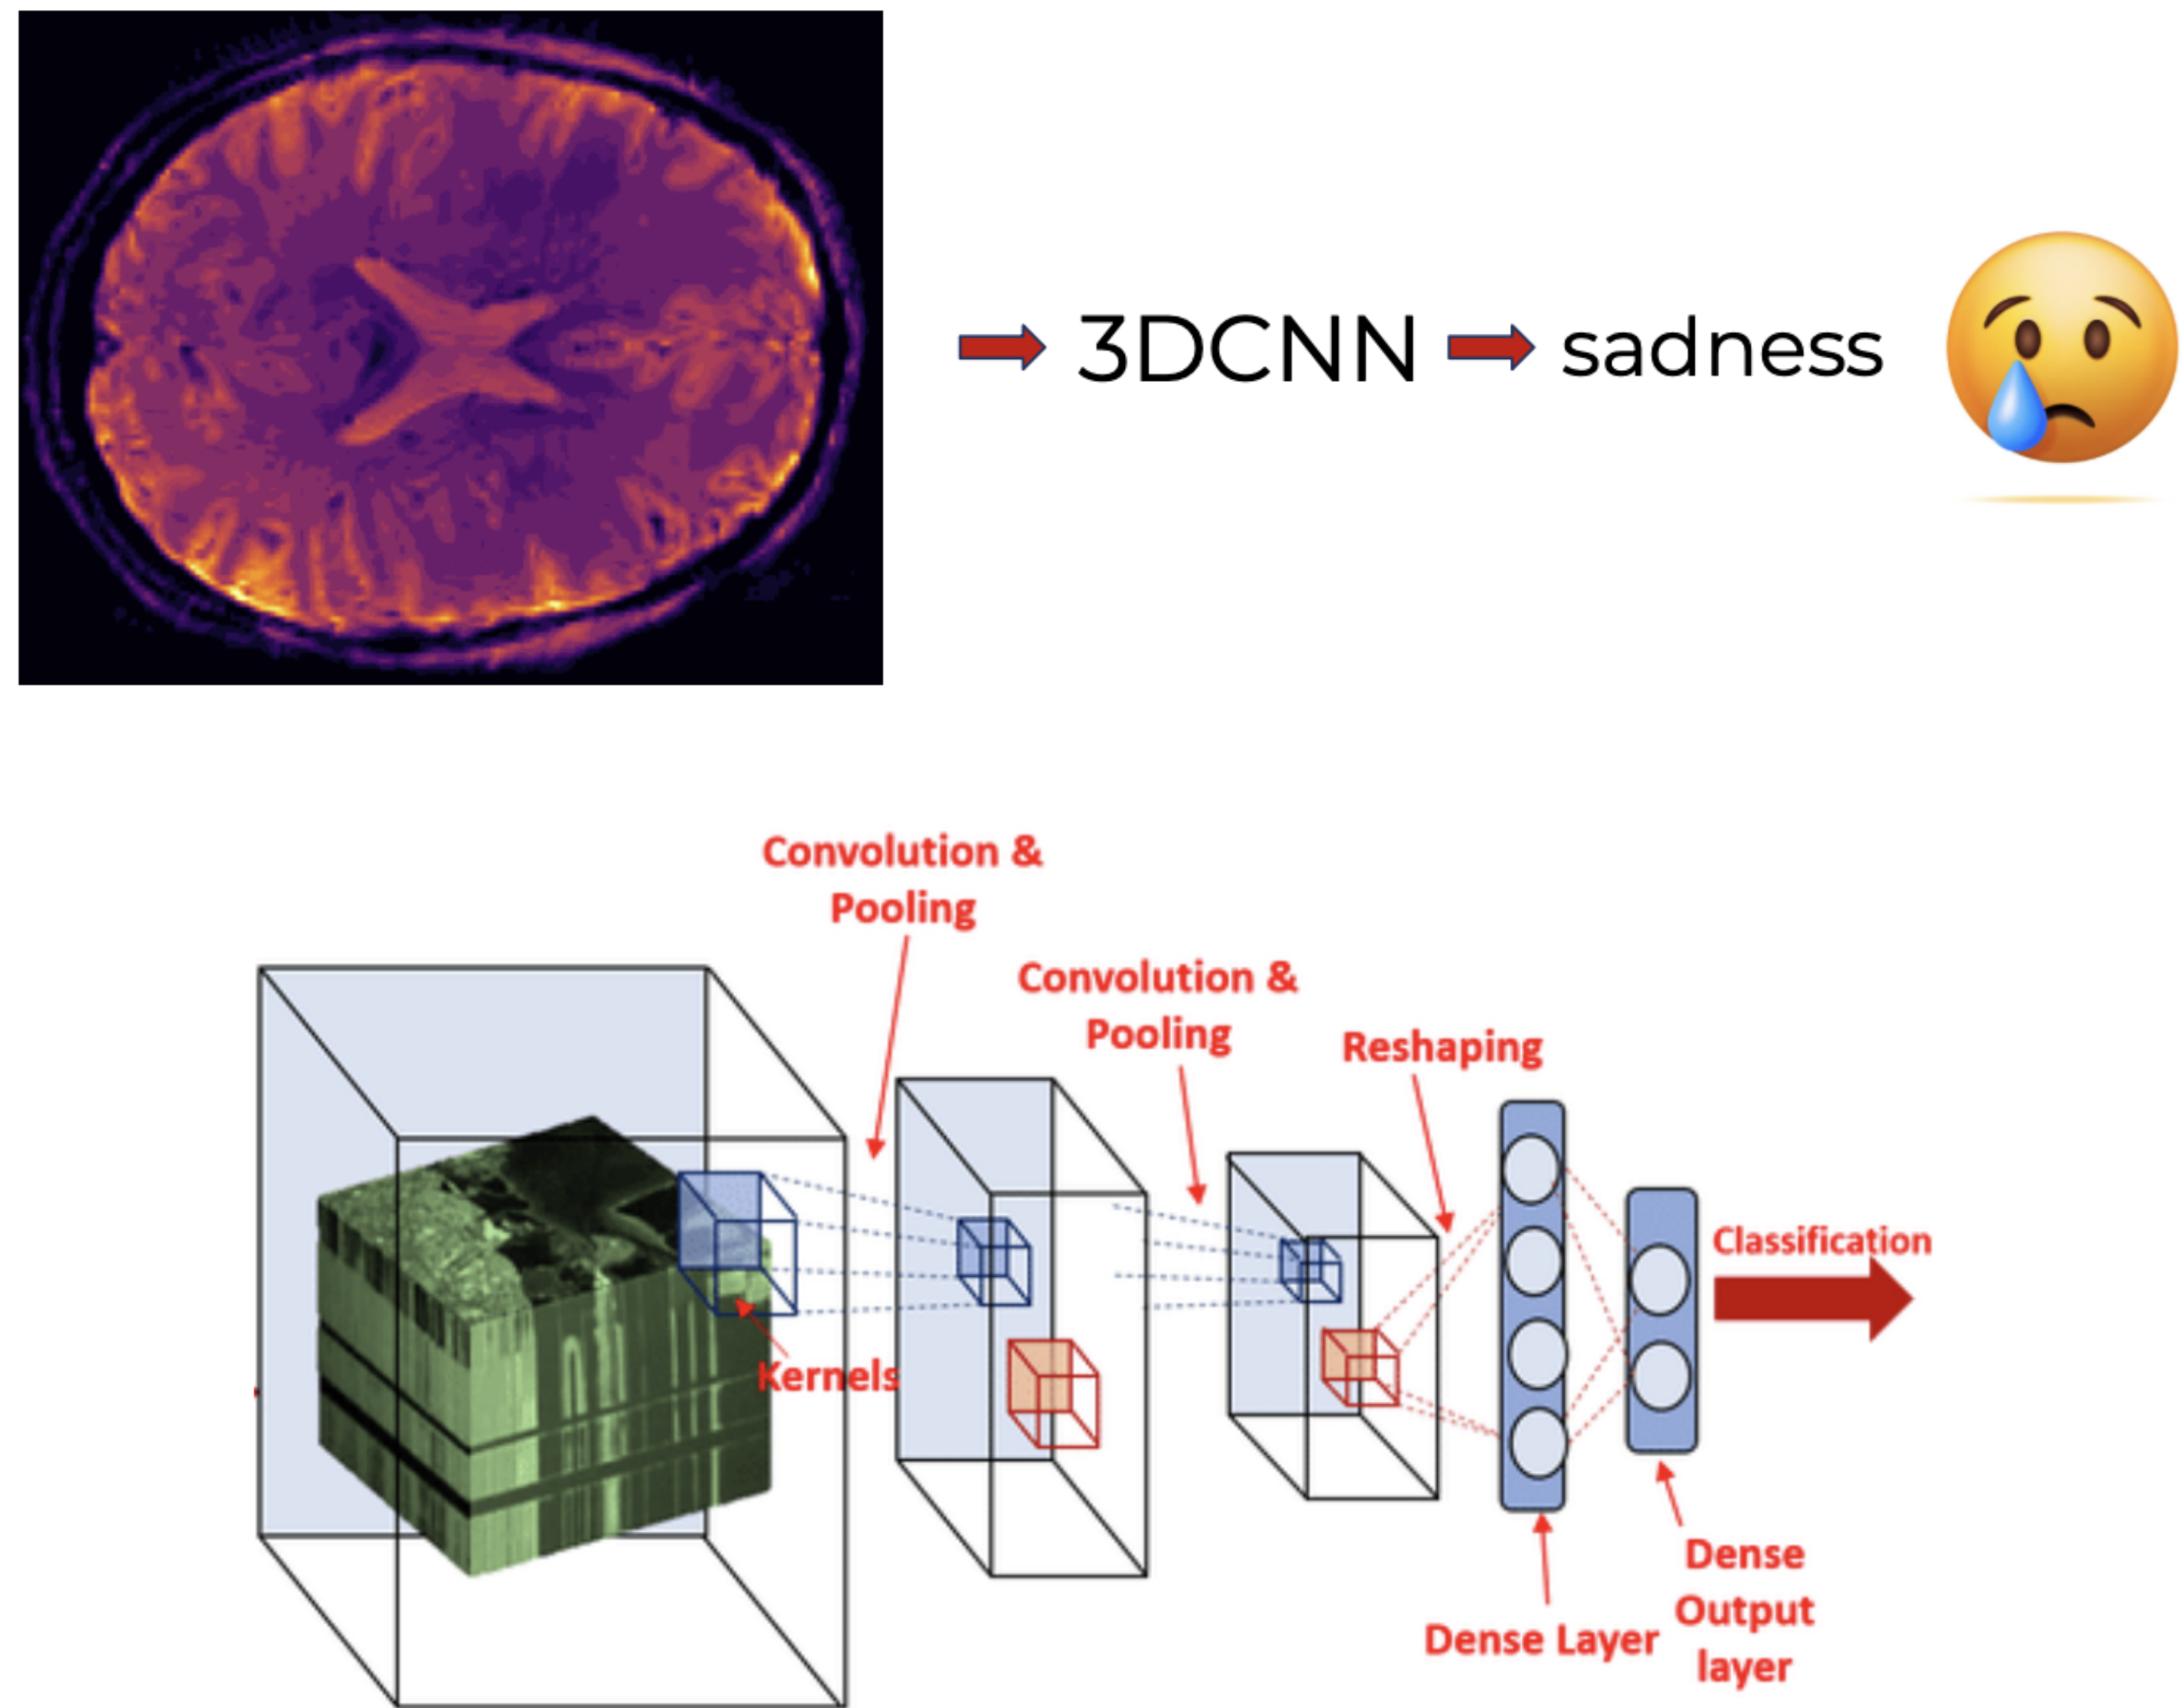 3DCNN
sadness
Convolution &
Pooling
Convolution &
Pooling
Reshaping
Classification
Kernels
Dense Layer
Dense
Output
layer